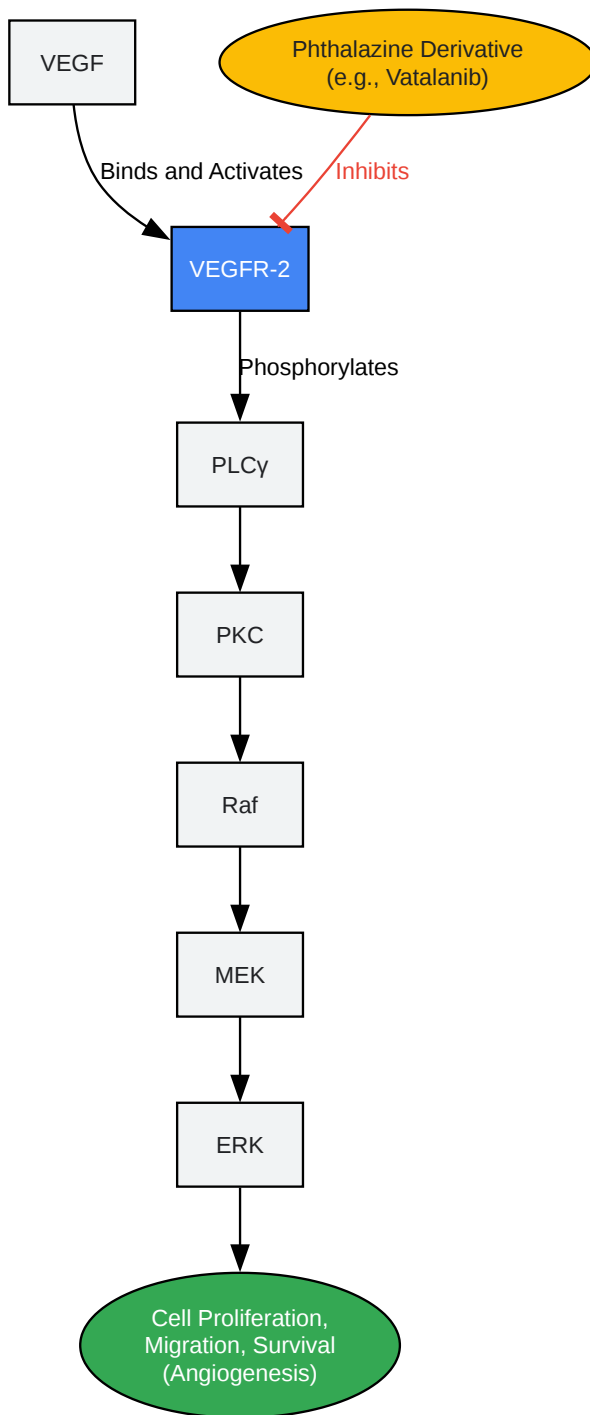 VEGF
Phthalazine Derivative
(e.g., Vatalanib)
Binds and Activates
Inhibits
VEGFR-2
Phosphorylates
PLCγ
PKC
Raf
MEK
ERK
Cell Proliferation,
Migration, Survival
(Angiogenesis)